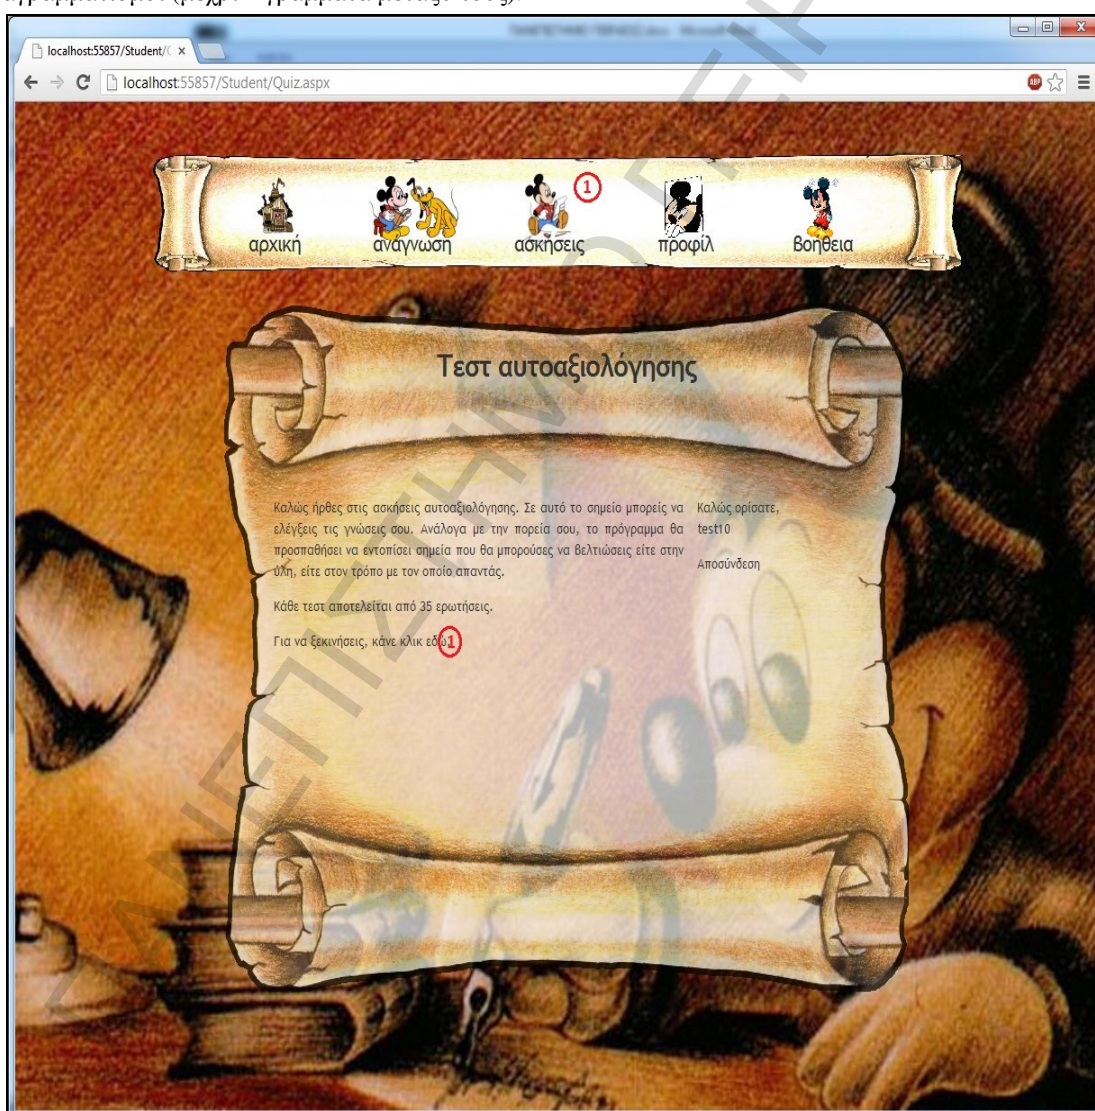 localhost:55857/Student/
localhost:55857/Student/Quiz.aspx
ABP
1
αρχική ανάγνωση ασκήσεις προφίλ βοήθεια
Τεστ αυτοαξιολόγησης
Καλώς ήρθες στις ασκήσεις αυτοαξιολόγησης. Σε αυτό το σημείο μπορείς να
ελέγξεις τις γνώσεις σου. Ανάλογα με την πορεία σου, το πρόγραμμα θα
προσπαθήσει να εντοπίσει σημεία που θα μπορούσες να βελτιώσεις είτε στην
ύλη, είτε στον τρόπο με τον οποίο απαντάς.
Κάθε τεστ αποτελείται από 35 ερωτήσεις.
Για να ξεκινήσεις, κάνε κλικ εδώ.
1
Καλώς ορίσατε,
test10
Αποσύνδεση